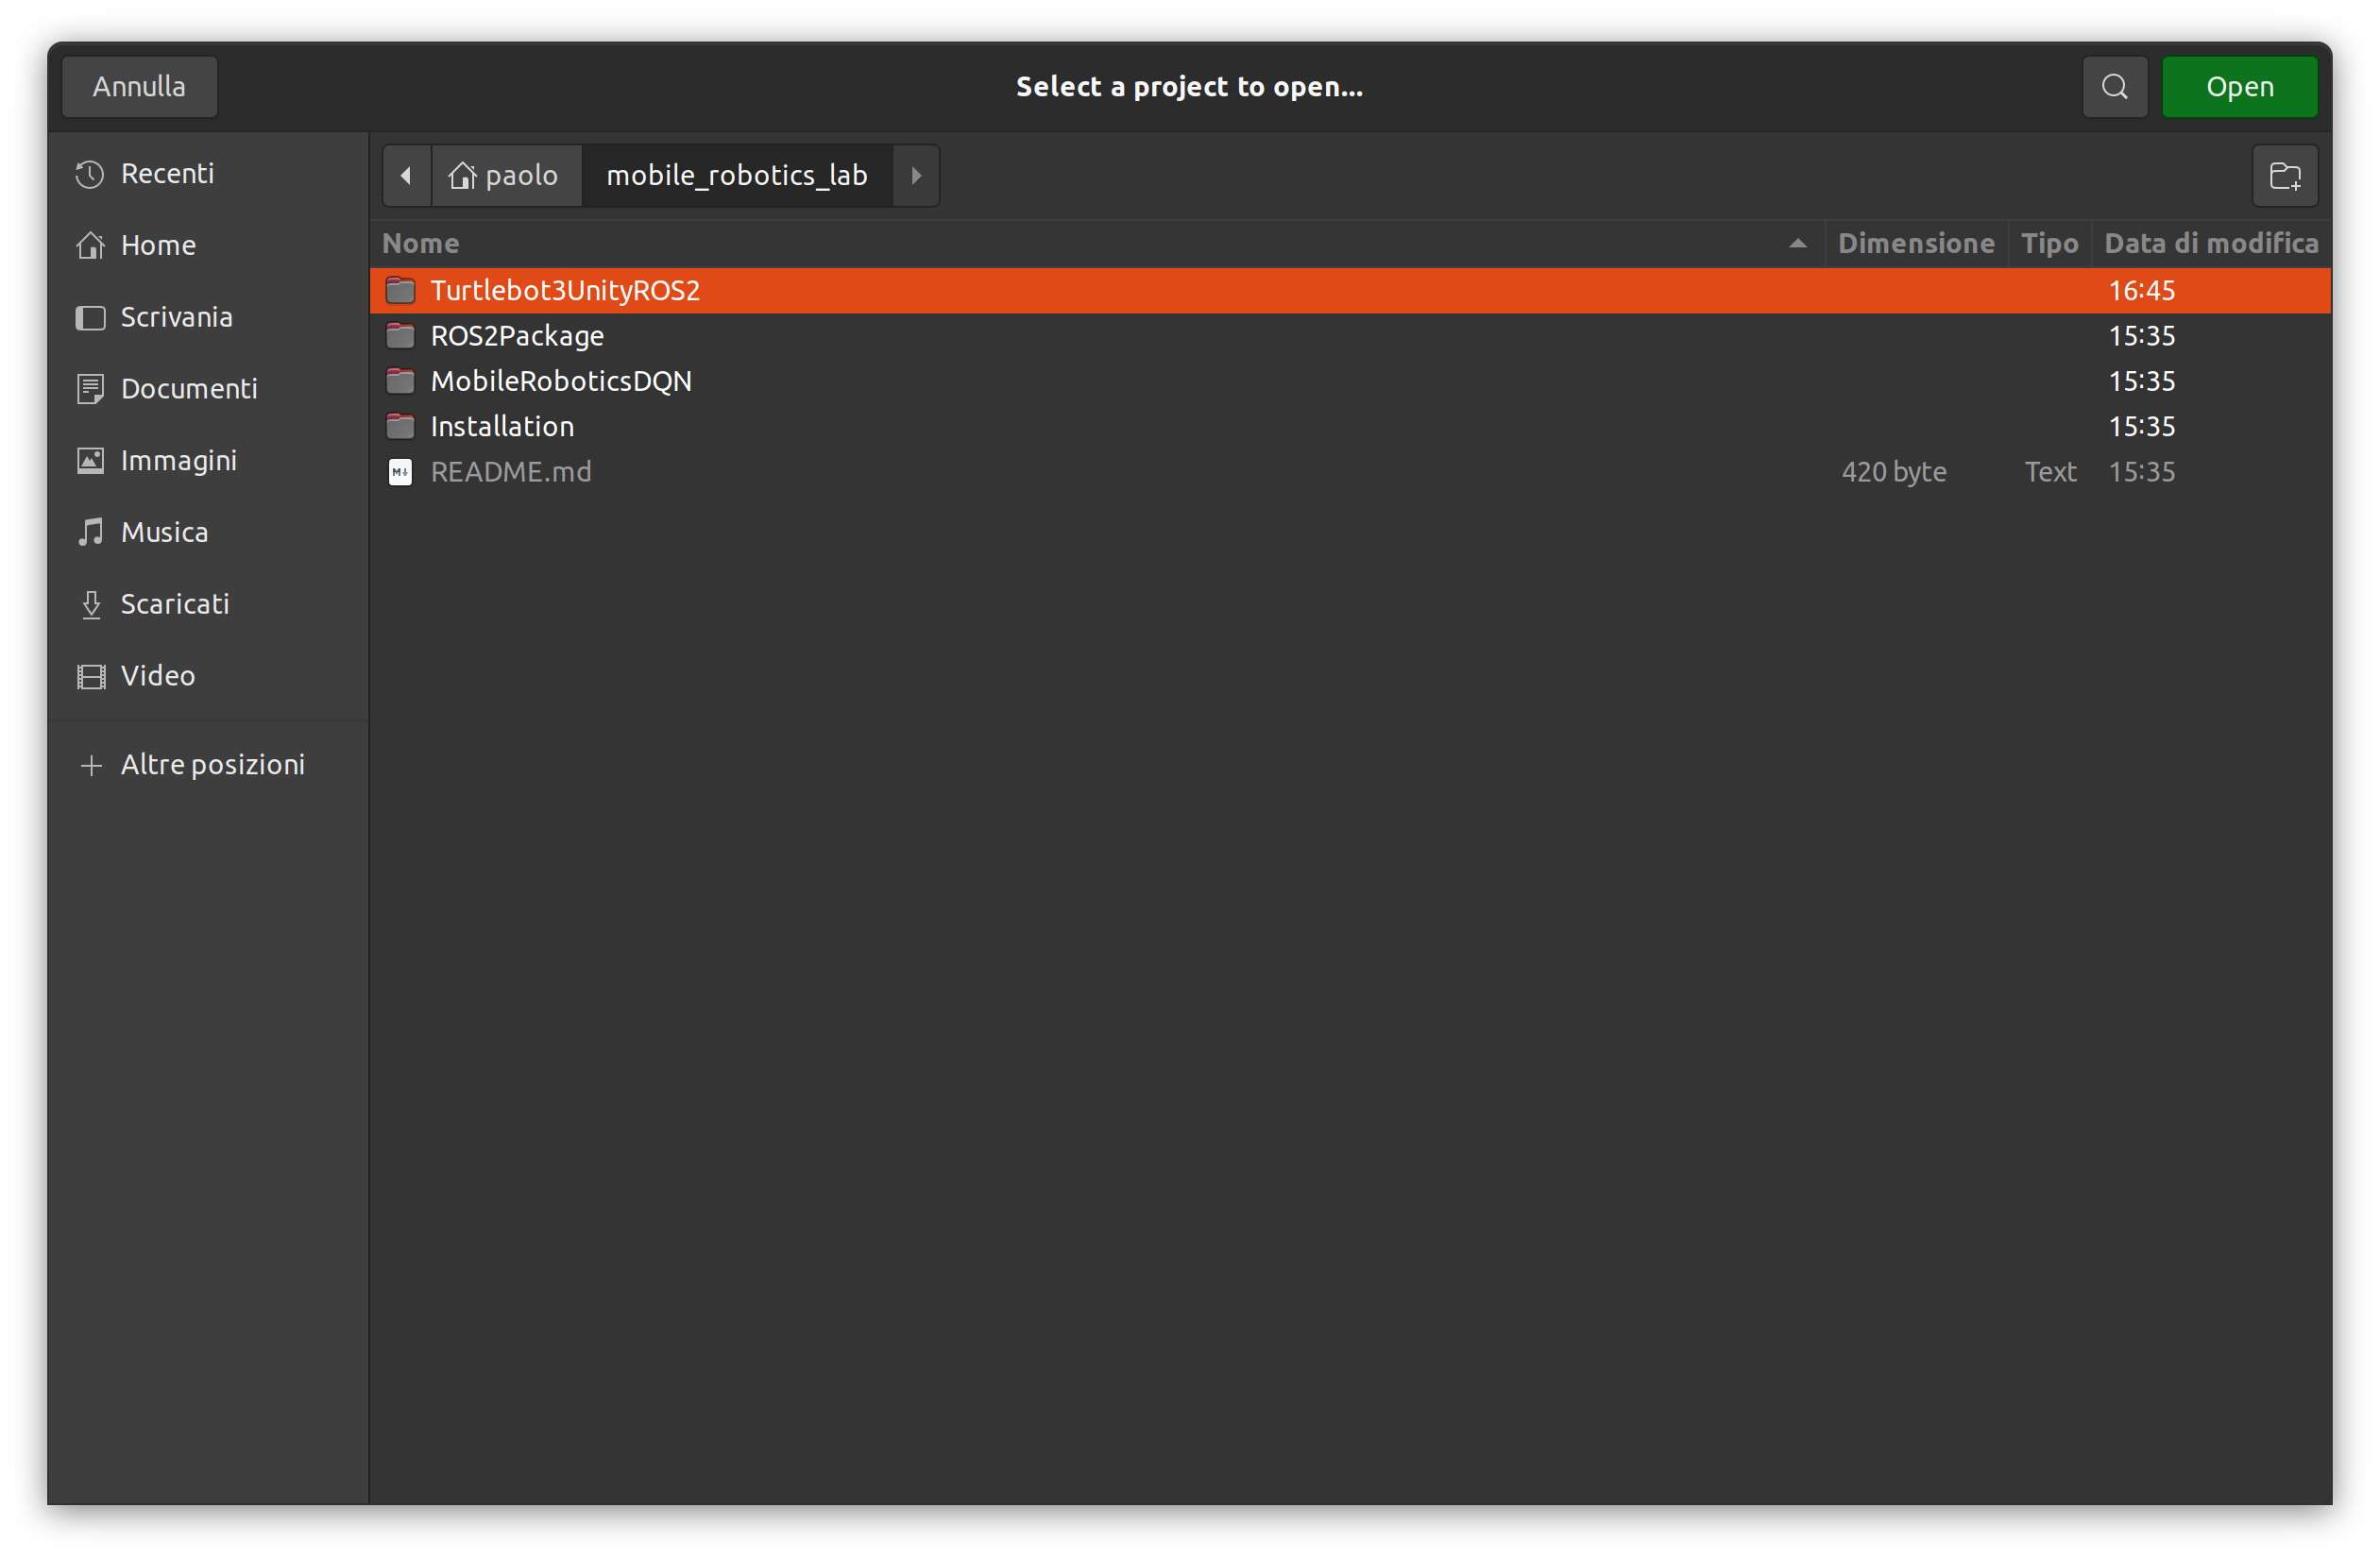 Annulla Select a project to open... Open
Recenti
Home
Scrivania
Documenti
Immagini
Musica
Scaricati
Video
Altre posizioni
paolo mobile_robotics_lab
Nome Dimensione Tipo Data di modifica
Turtlebot3UnityROS2 16:45
ROS2Package 15:35
MobileRoboticsDQN 15:35
Installation 15:35
README.md 420 byte Text 15:35